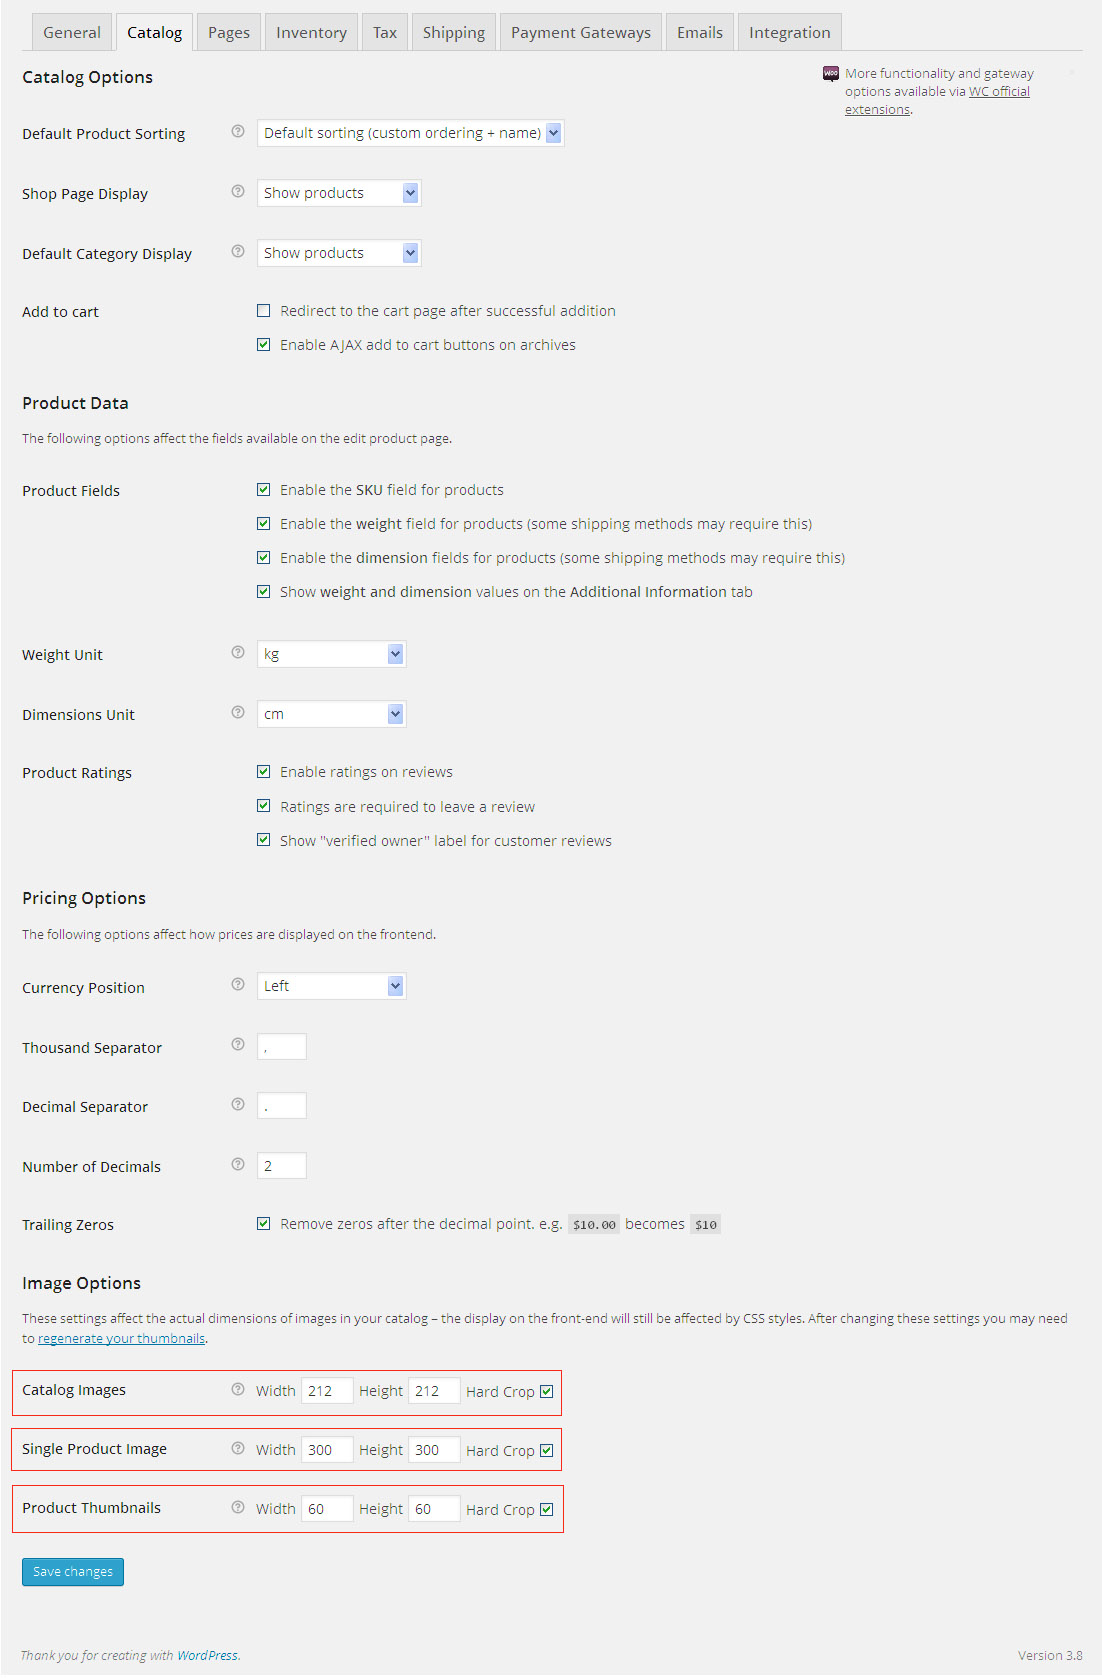 General Catalog Pages Inventory Tax Shipping Payment Gateways Emails Integration
Catalog Options
Woo More functionality and gateway
options available via WC official
extensions.
Default Product Sorting ? Default sorting (custom ordering + name)
Shop Page Display ? Show products
Default Category Display ? Show products
Add to cart Redirect to the cart page after successful addition
Enable AJAX add to cart buttons on archives
Product Data
The following options affect the fields available on the edit product page.
Product Fields Enable the SKU field for products
Enable the weight field for products (some shipping methods may require this)
Enable the dimension fields for products (some shipping methods may require this)
Show weight and dimension values on the Additional Information tab
Weight Unit ? kg
Dimensions Unit ? cm
Product Ratings Enable ratings on reviews
Ratings are required to leave a review
Show "verified owner" label for customer reviews
Pricing Options
The following options affect how prices are displayed on the frontend.
Currency Position ? Left
Thousand Separator ? ,
Decimal Separator ? .
Number of Decimals ? 2
Trailing Zeros Remove zeros after the decimal point. e.g. $10.00 becomes $10
Image Options
These settings affect the actual dimensions of images in your catalog – the display on the front-end will still be affected by CSS styles. After changing these settings you may need
to regenerate your thumbnails.
Catalog Images ? Width 212 Height 212 Hard Crop
Single Product Image ? Width 300 Height 300 Hard Crop
Product Thumbnails ? Width 60 Height 60 Hard Crop
Save changes
Thank you for creating with WordPress. Version 3.8